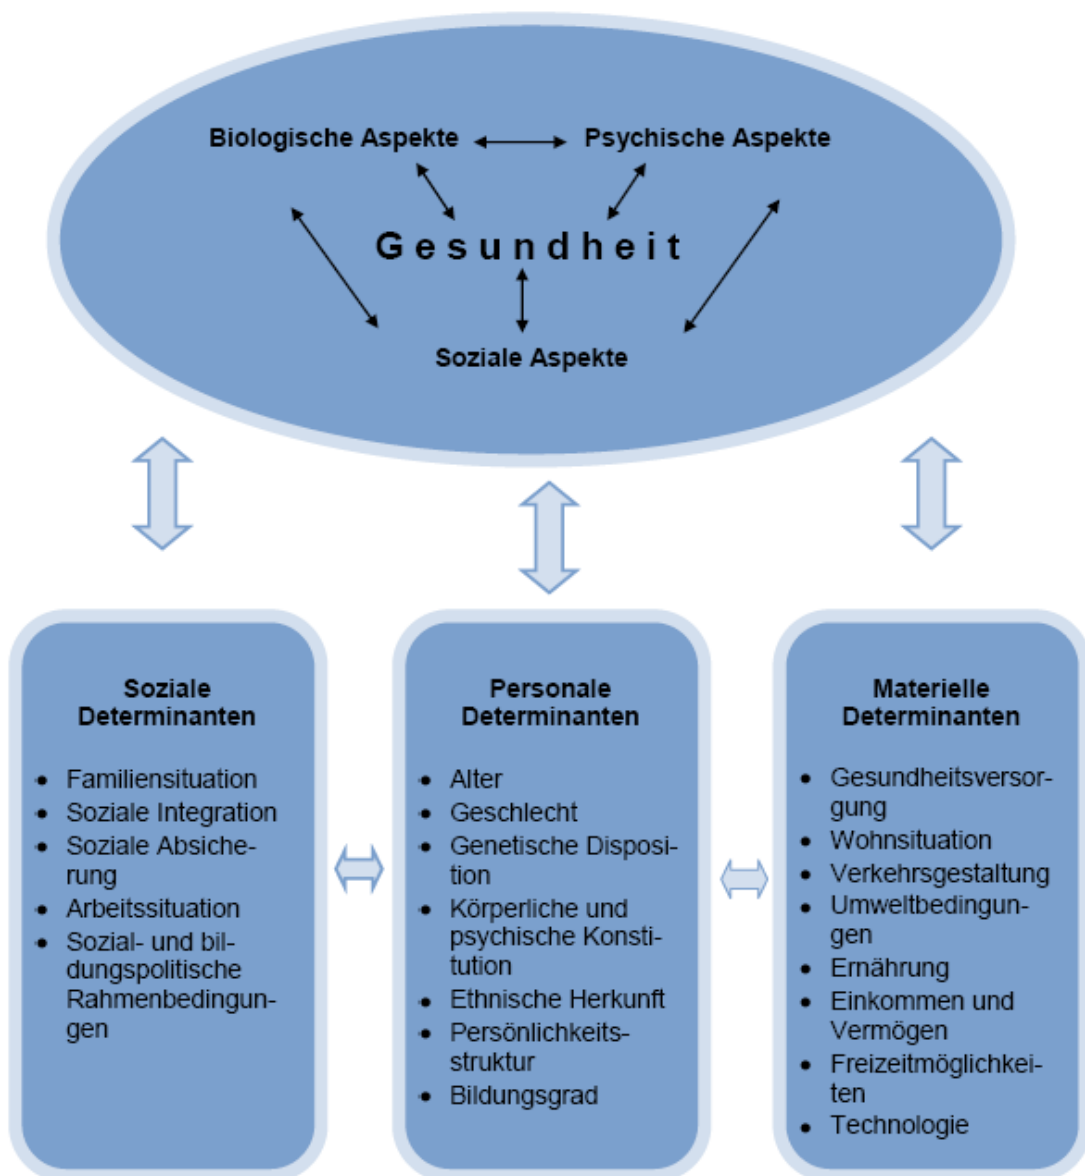 Biologische Aspekte
Psychische Aspekte
Gesundheit
Soziale Aspekte
Soziale
Determinanten
• Familiensituation
• Soziale Integration
• Soziale Absiche-
rung
• Arbeitssituation
• Sozial- und bil-
dungspolitische
Rahmenbedingun-
gen
Personale
Determinanten
• Alter
• Geschlecht
• Genetische Disposi-
tion
• Körperliche und
psychische Konsti-
tution
• Ethnische Herkunft
• Persönlichkeits-
struktur
• Bildungsgrad
Materielle
Determinanten
• Gesundheitsversor-
gung
• Wohnsituation
• Verkehrsgestaltung
• Umweltbedingun-
gen
• Ernährung
• Einkommen und
Vermögen
• Freizeitmöglichkei-
ten
• Technologie